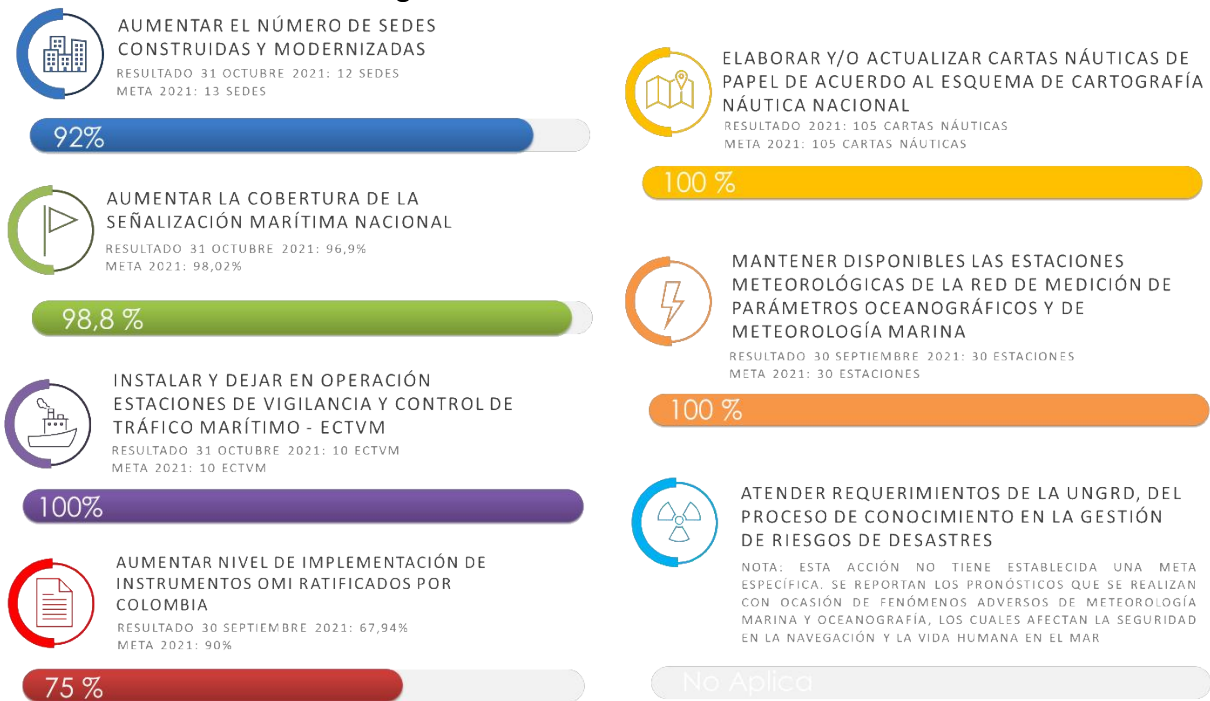 AUMENTAR EL NÚMERO DE SEDES
CONSTRUIDAS Y MODERNIZADAS
RESULTADO 31 OCTUBRE 2021: 12 SEDES
META 2021: 13 SEDES
92%
AUMENTAR LA COBERTURA DE LA
SEÑALIZACIÓN MARÍTIMA NACIONAL
RESULTADO 31 OCTUBRE 2021: 96,9%
META 2021: 98,02%
98,8 %
INSTALAR Y DEJAR EN OPERACIÓN
ESTACIONES DE VIGILANCIA Y CONTROL DE
TRÁFICO MARÍTIMO - ECTVM
RESULTADO 31 OCTUBRE 2021: 10 ECTVM
META 2021: 10 ECTVM
100%
AUMENTAR NIVEL DE IMPLEMENTACIÓN DE
INSTRUMENTOS OMI RATIFICADOS POR
COLOMBIA
RESULTADO 30 SEPTIEMBRE 2021: 67,94%
META 2021: 90%
75 %
ELABORAR Y/O ACTUALIZAR CARTAS NÁUTICAS DE
PAPEL DE ACUERDO AL ESQUEMA DE CARTOGRAFÍA
NÁUTICA NACIONAL
RESULTADO 2021: 105 CARTAS NÁUTICAS
META 2021: 105 CARTAS NÁUTICAS
100 %
MANTENER DISPONIBLES LAS ESTACIONES
METEOROLÓGICAS DE LA RED DE MEDICIÓN DE
PARÁMETROS OCEANOGRÁFICOS Y DE
METEOROLOGÍA MARINA
RESULTADO 30 SEPTIEMBRE 2021: 30 ESTACIONES
META 2021: 30 ESTACIONES
100 %
ATENDER REQUERIMIENTOS DE LA UNGRD, DEL
PROCESO DE CONOCIMIENTO EN LA GESTIÓN
DE RIESGOS DE DESASTRES
NOTA: ESTA ACCIÓN NO TIENE ESTABLECIDA UNA META
ESPECÍFICA. SE REPORTAN LOS PRONÓSTICOS QUE SE REALIZAN
CON OCASIÓN DE FENÓMENOS ADVERSOS DE METEOROLOGÍA
MARINA Y OCEANOGRAFÍA, LOS CUALES AFECTAN LA SEGURIDAD
EN LA NAVEGACIÓN Y LA VIDA HUMANA EN EL MAR
No Aplica